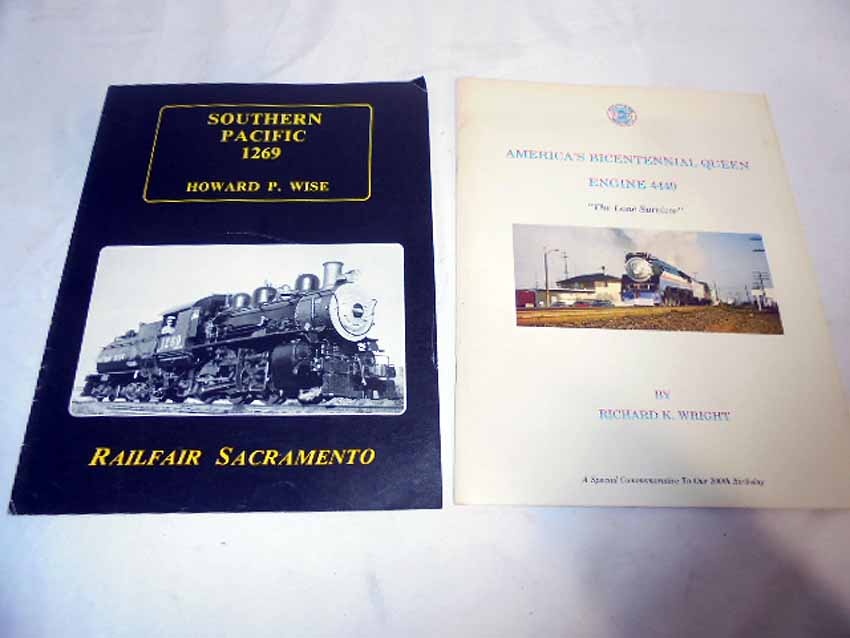 SOUTHERN
PACIFIC
1269
HOWARD P. WISE
1269
RAILFAIR SACRAMENTO
AMERICA'S BICENTENNIAL QUEEN
ENGINE 4449
"The Lone Survivor"
BY
RICHARD K. WRIGHT
A Special Commemorative To Our 200th Birthday